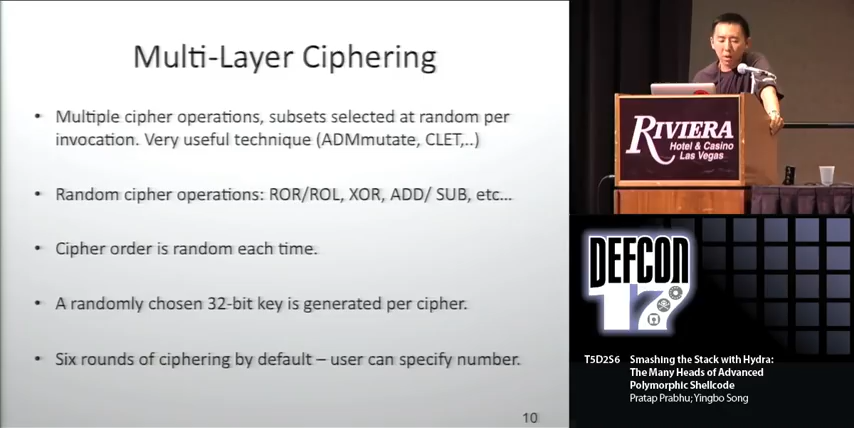 Multi-Layer Ciphering
• Multiple cipher operations, subsets selected at random per
invocation. Very useful technique (ADMmutate, CLET,..)
• Random cipher operations: ROR/ROL, XOR, ADD/ SUB, etc...
• Cipher order is random each time.
• A randomly chosen 32-bit key is generated per cipher.
• Six rounds of ciphering by default – user can specify number.
10
RIVIERA
Hotel & Casino
Las Vegas
DEFCON
17
T5D2S6 Smashing the Stack with Hydra:
The Many Heads of Advanced
Polymorphic Shellcode
Pratap Prabhu; Yingbo Song